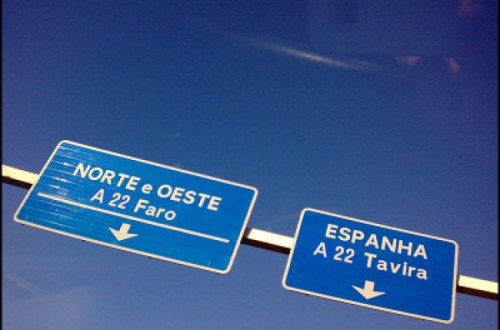 NORTE e OESTE
A 22 Faro
ESPANHA
A 22 Tavira